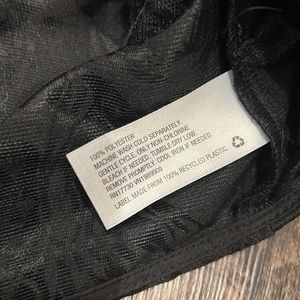 100% POLYESTER
MACHINE WASH COLD SEPARATELY,
GENTLE CYCLE. ONLY NON-CHLORINE
BLEACH IF NEEDED. TUMBLE DRY LOW.
REMOVE PROMPTLY. COOL IRON IF NEEDED.
RN17730 VN1989909
LABEL MADE FROM 100% RECYCLED PLASTIC